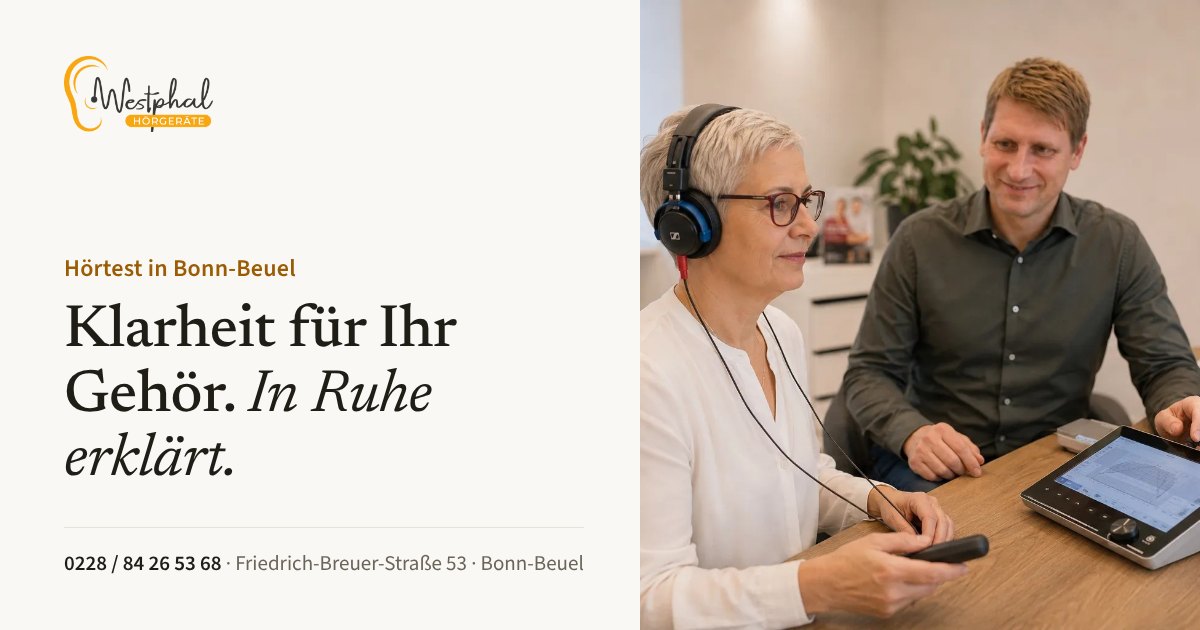 Westphal
HÖRGERÄTE
Hörtest in Bonn-Beuel
Klarheit für Ihr
Gehör. In Ruhe
erklärt.
0228 / 84 26 53 68 · Friedrich-Breuer-Straße 53 · Bonn-Beuel